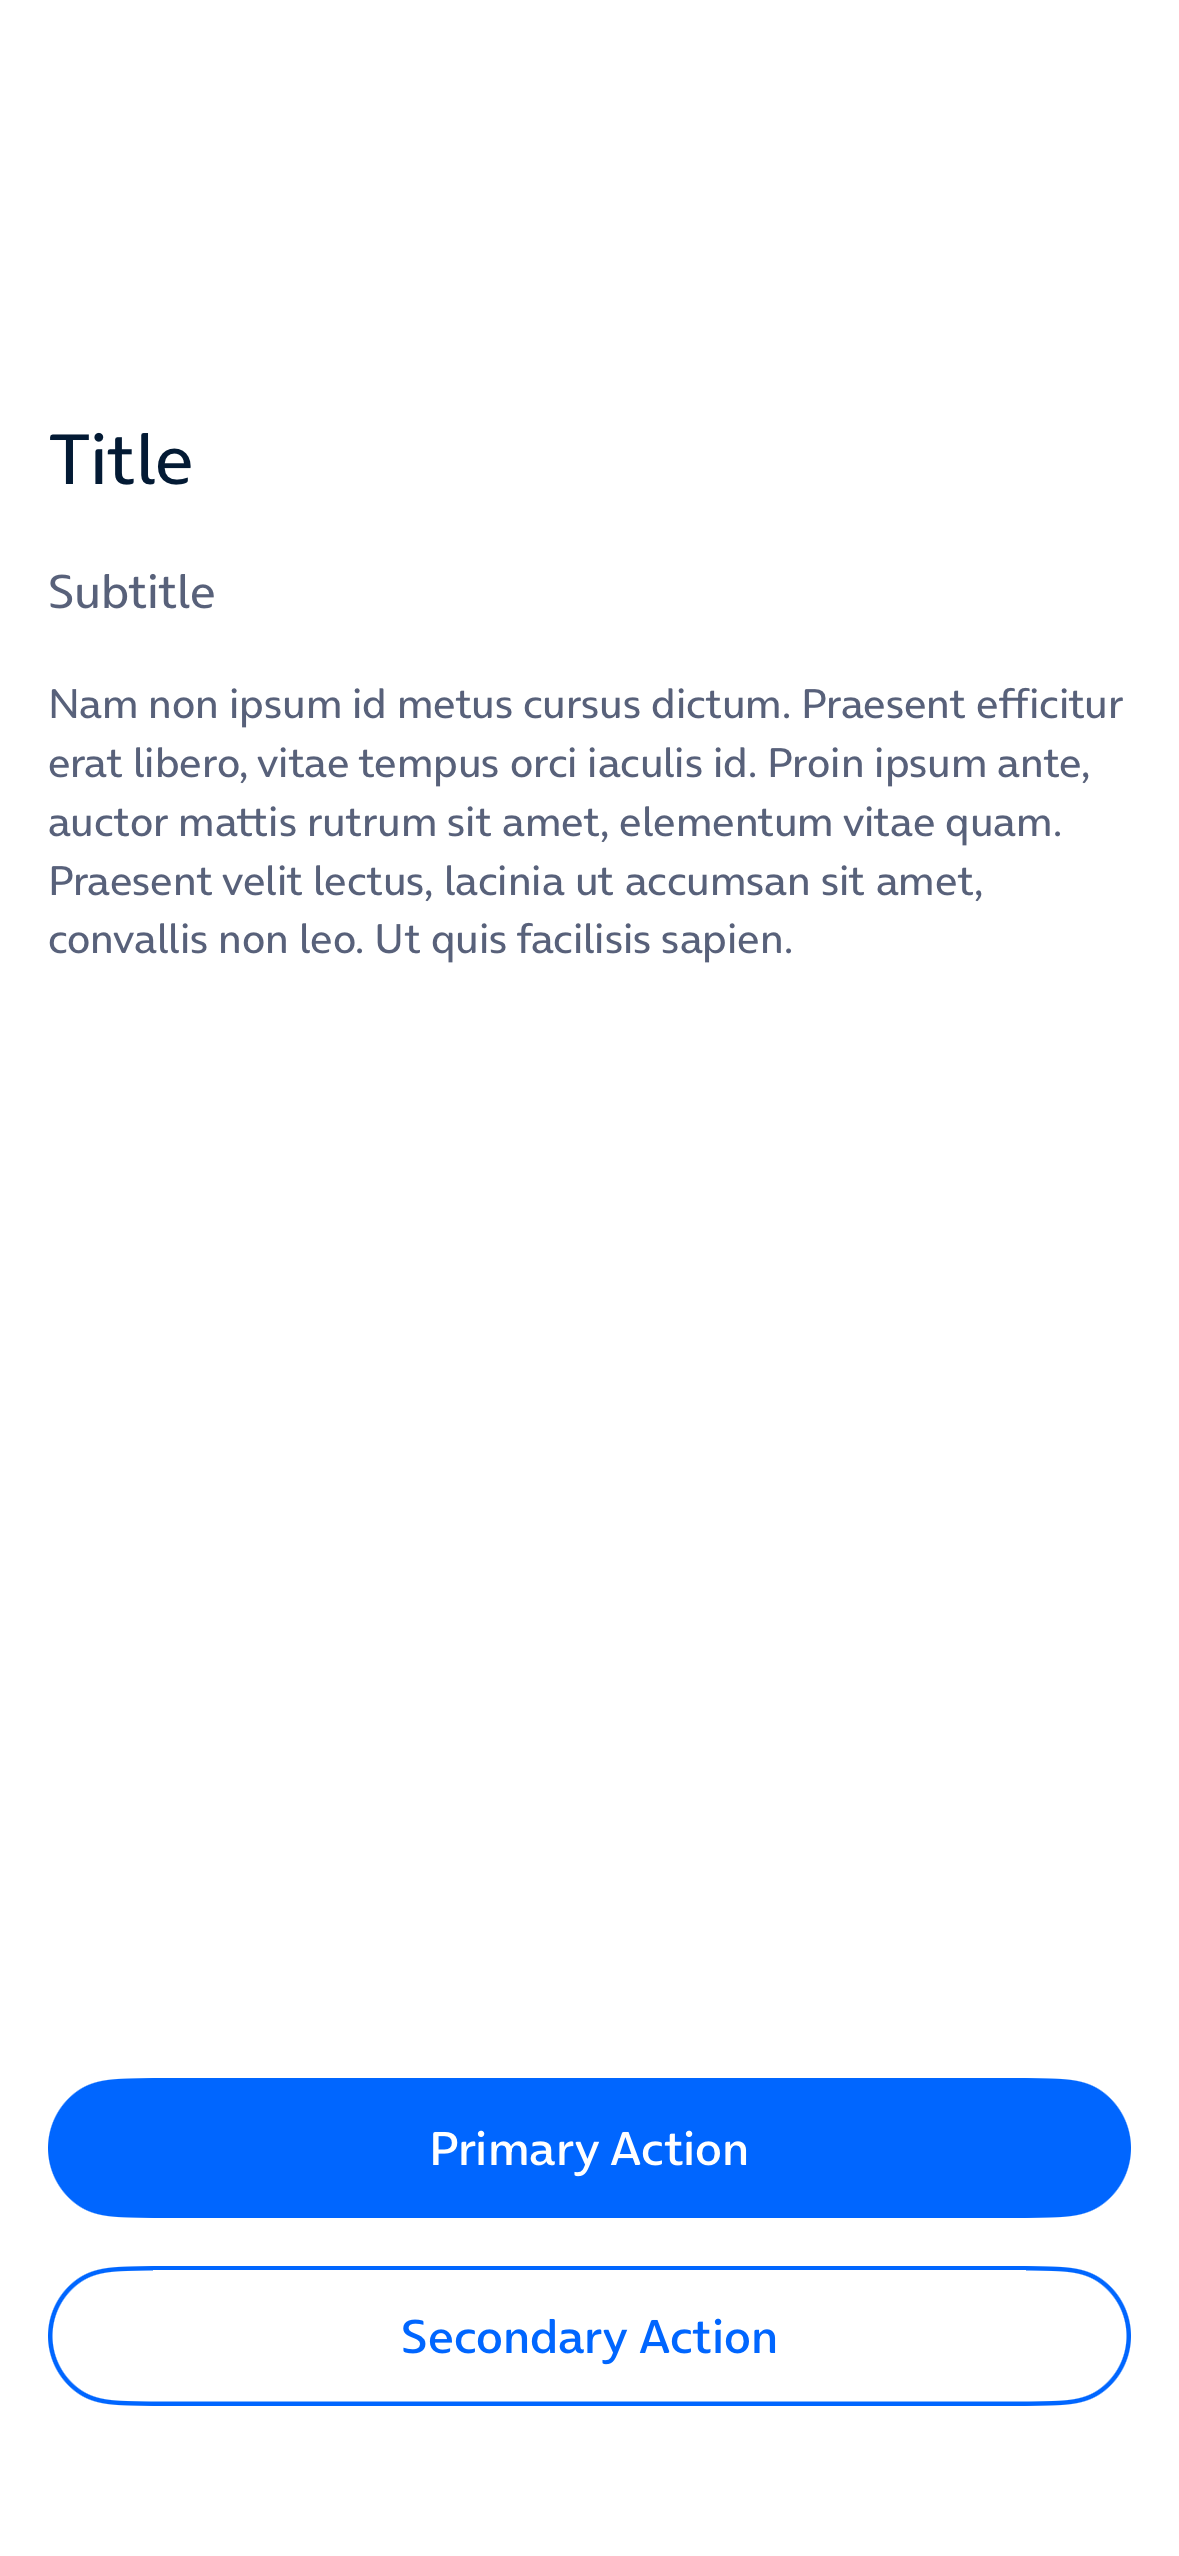 Title
Subtitle
Nam non ipsum id metus cursus dictum. Praesent efficitur
erat libero, vitae tempus orci iaculis id. Proin ipsum ante,
auctor mattis rutrum sit amet, elementum vitae quam.
Praesent velit lectus, lacinia ut accumsan sit amet,
convallis non leo. Ut quis facilisis sapien.
Primary Action
Secondary Action